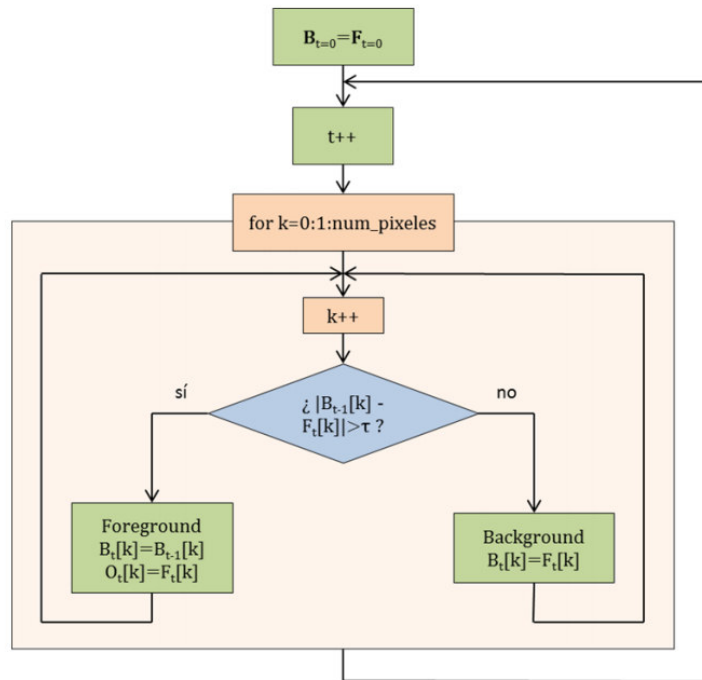 B_{t=0}=F_{t=0}
t++
for k=0:1:num_pixeles
k++
sí
no
¿ |B_{t-1}[k] -
F_t[k]|>τ ?
Foreground
B_t[k]=B_{t-1}[k]
O_t[k]=F_t[k]
Background
B_t[k]=F_t[k]